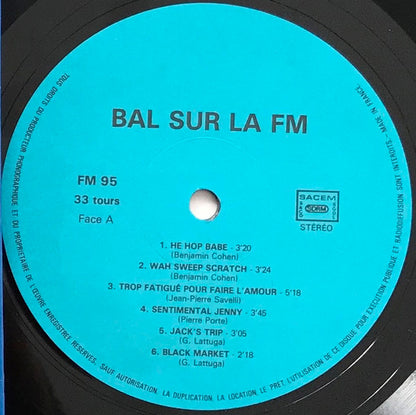 BAL SUR LA FM
FM 95
33 tours
Face A
SACEM
SDRM
STÉRÉO
1. HE HOP BABE - 3'20
(Benjamin Cohen)
2. WAH SWEEP SCRATCH - 3'24
(Benjamin Cohen)
3. TROP FATIGUÉ POUR FAIRE L'AMOUR - 5'18
(Jean-Pierre Savelli)
4. SENTIMENTAL JENNY - 3'45
(Pierre Porte)
5. JACK'S TRIP - 3'05
(G. Lattuga)
6. BLACK MARKET - 2'18
(G. Lattuga)
TOUS DROITS DU PRODUCTEUR PHONOGRAPHIQUE ET DU PROPRIETAIRE DE L'ŒUVRE ENREGISTREE RESERVES, SAUF AUTORISATION, LA DUPLICATION, LA LOCATION, LE PRET, L'UTILISATION DE CE DISQUE POUR EXECUTION PUBLIQUE ET RADIODIFFUSION SONT INTERDITS - MADE IN FRANCE